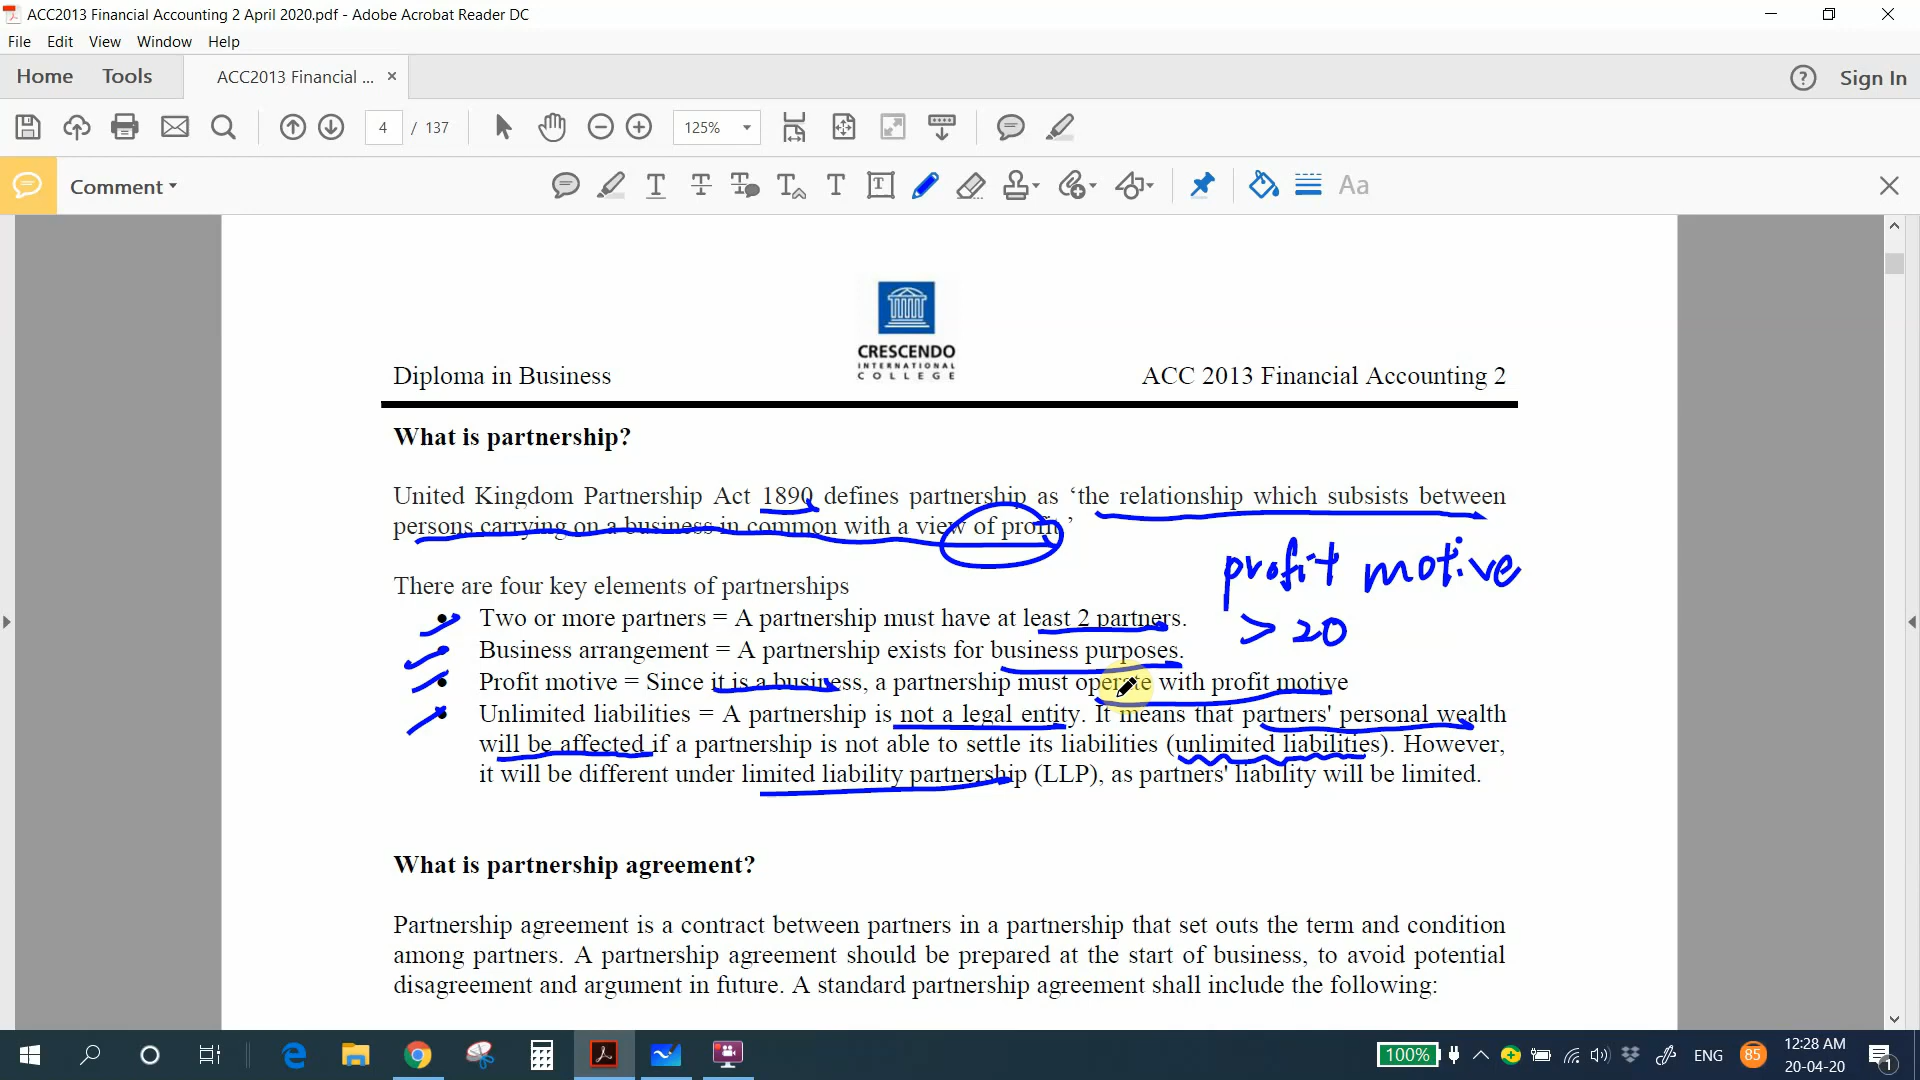 ACC2013 Financial Accounting 2 April 2020.pdf - Adobe Acrobat Reader DC
File Edit View Window Help
Home Tools ACC2013 Financial ... × ? Sign In
4 / 137 125%
Comment Aa
CRESCENDO
INTERNATIONAL
COLLEGE
Diploma in Business ACC 2013 Financial Accounting 2
What is partnership?
United Kingdom Partnership Act 1890 defines partnership as ‘the relationship which subsists between
persons carrying on a business in common with a view of profit.’
profit motive
There are four key elements of partnerships
• Two or more partners = A partnership must have at least 2 partners.
> 20
• Business arrangement = A partnership exists for business purposes.
• Profit motive = Since it is a business, a partnership must operate with profit motive
• Unlimited liabilities = A partnership is not a legal entity. It means that partners' personal wealth
will be affected if a partnership is not able to settle its liabilities (unlimited liabilities). However,
it will be different under limited liability partnership (LLP), as partners' liability will be limited.
What is partnership agreement?
Partnership agreement is a contract between partners in a partnership that set outs the term and condition
among partners. A partnership agreement should be prepared at the start of business, to avoid potential
disagreement and argument in future. A standard partnership agreement shall include the following:
100% ENG 85 12:28 AM
20-04-20 1